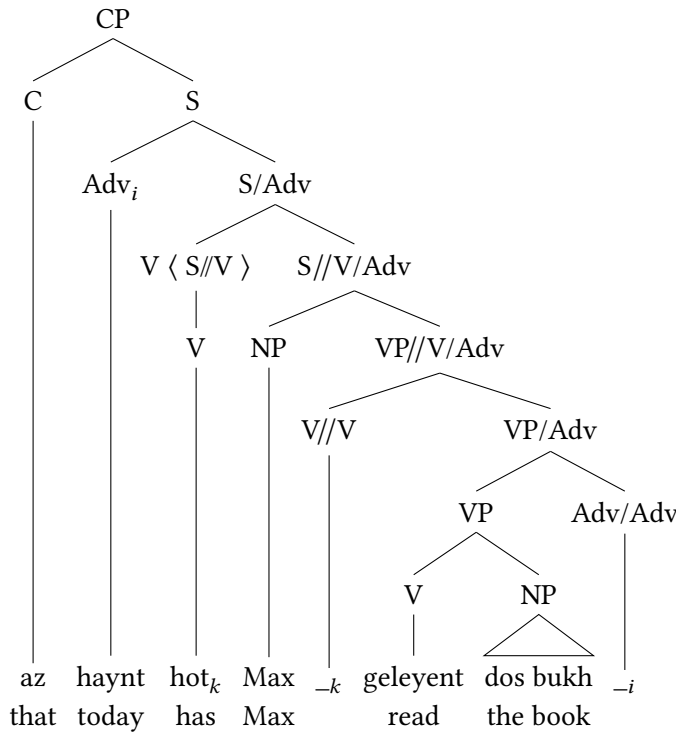 CP
C S
Adv_i S/Adv
V ⟨ S//V ⟩ S//V/Adv
V NP VP//V/Adv
V//V VP/Adv
VP Adv/Adv
V NP
az haynt hot_k Max _k geleyent dos bukh _i
that today has Max read the book